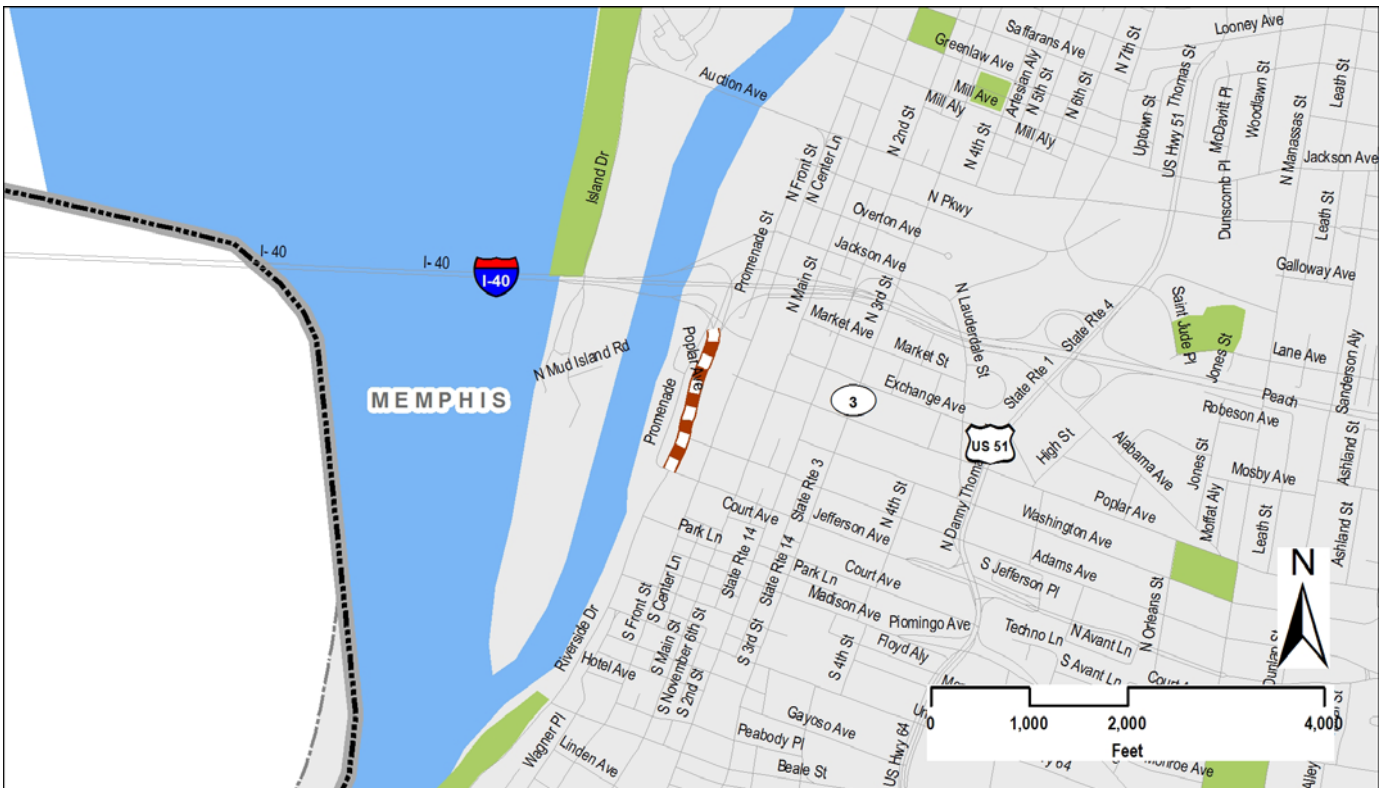 Looney Ave
Saffarans Ave
Greenlaw Ave
N 7th St
Auction Ave
Mill Ave
Mill Aly
Artesian Aly
N 5th St
N 6th St
US Hwy 51 Thomas St
McDavitt Pl
Woodlawn St
Leath St
Uptown St
N 2nd St
N 4th St
Mill Aly
N Manassas St
Jackson Ave
Island Dr
N Front St
N Center Ln
N Pkwy
Dunscomb Pl
Leath St
Overton Ave
Promenade St
Jackson Ave
I- 40
I- 40
I-40
Galloway Ave
N Main St
N 3rd St
N Lauderdale St
State Rte 4
Saint Jude Pl
Market Ave
Market St
Jones St
Lane Ave
Sanderson Aly
N Mud Island Rd
Poplar Ave
Promenade
Exchange Ave
State Rte 1
Peach
MEMPHIS
3
Robeson Ave
US 51
High St
Alabama Ave
Jones St
Mosby Ave
Ashland St
State Rte 3
N Danny Thoma
Poplar Ave
Moffat Aly
Leath St
Ashland St
Court Ave
Jefferson Ave
N 4th St
Washington Ave
Park Ln
State Rte 14
State Rte 14
Park Ln
Court Ave
Adams Ave
S Jefferson Pl
N
S Front St
S Center Ln
Madison Ave
Piomingo Ave
N Orleans St
Riverside Dr
S Main St
S November 6th St
S 2nd St
S 3rd St
Floyd Aly
Techno Ln
N Avant Ln
S Avant Ln
Hotel Ave
S 4th St
Wagner Pl
Linden Ave
Gayoso Ave
Peabody Pl
Beale St
US Hwy 64
0
1,000
2,000
4,000
Feet
Monroe Ave
Alley